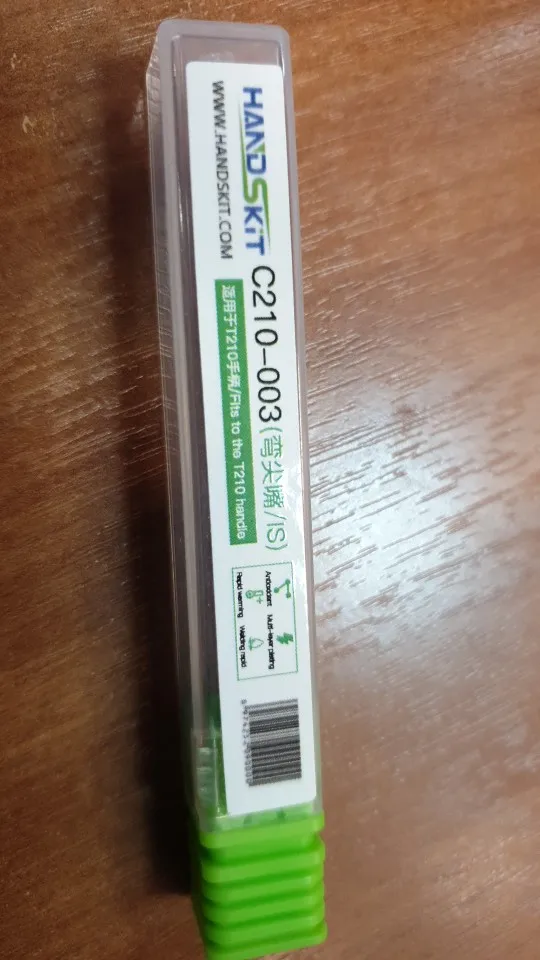 HANDSKIT
WWW.HANDSKIT.COM
C210-003(弯尖嘴/IS)
适用于T210手柄/Fits to the T210 handle
Antioxidant
Multi-layer plating
Rapid warming
Welding rapid